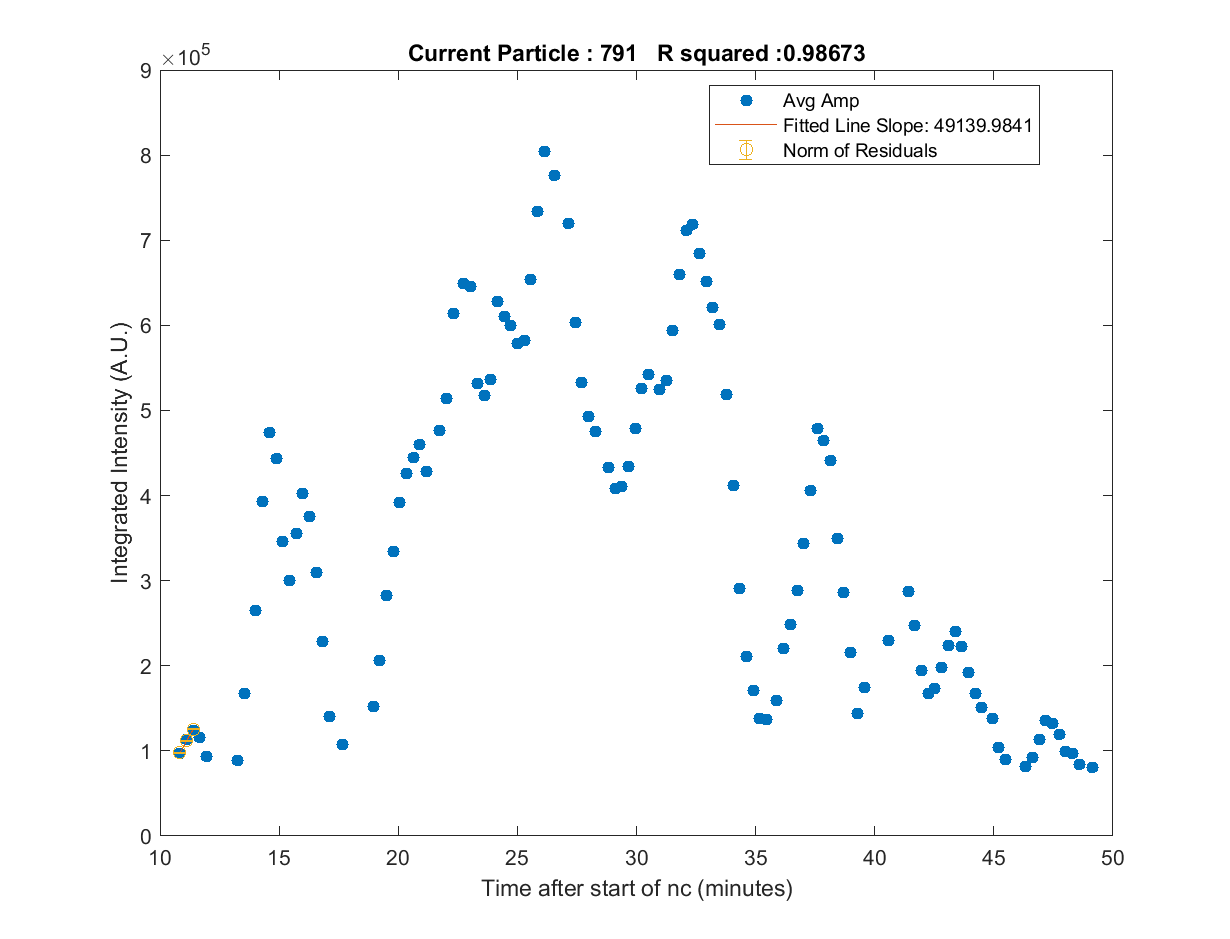 Current Particle : 791 R squared :0.98673
×10^5
Avg Amp
Fitted Line Slope: 49139.9841
Norm of Residuals
9
8
7
6
5
4
3
2
1
0
Integrated Intensity (A.U.)
10 15 20 25 30 35 40 45 50
Time after start of nc (minutes)